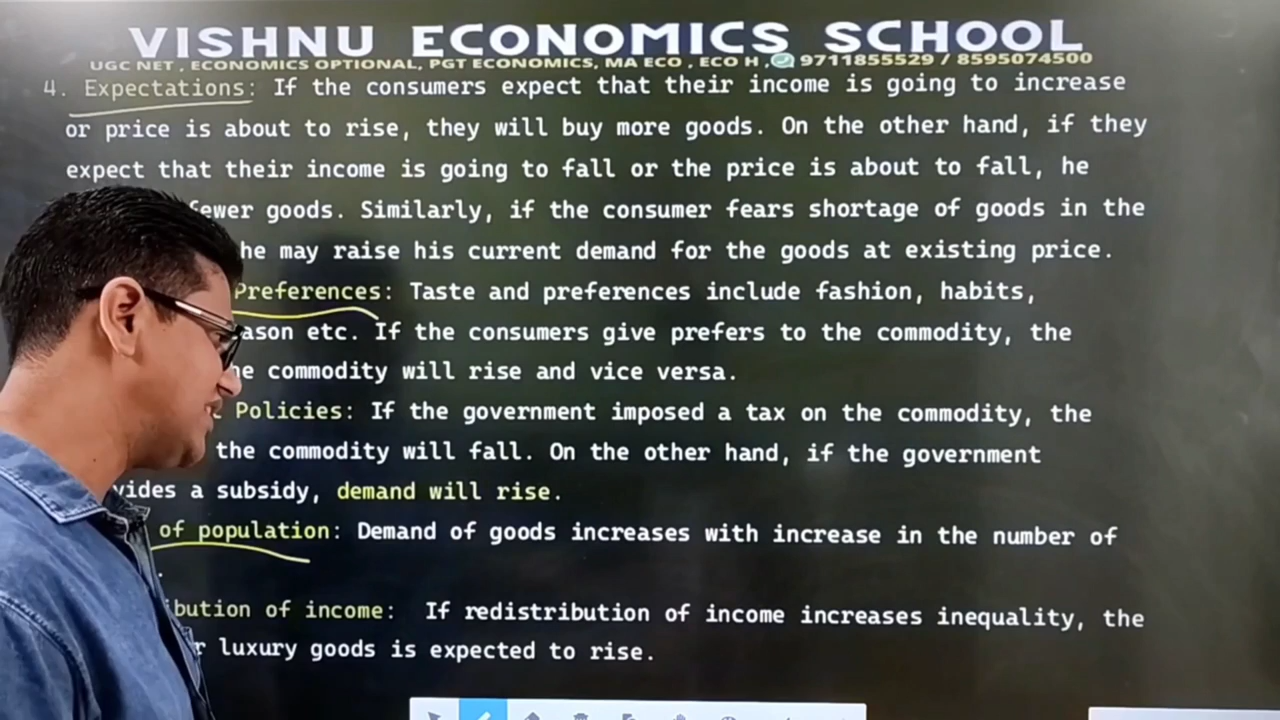 VISHNU ECONOMICS SCHOOL
UGC NET , ECONOMICS OPTIONAL, PGT ECONOMICS, MA ECO , ECO H , 9711855529 / 8595074500
4. Expectations: If the consumers expect that their income is going to increase
or price is about to rise, they will buy more goods. On the other hand, if they
expect that their income is going to fall or the price is about to fall, he
fewer goods. Similarly, if the consumer fears shortage of goods in the
he may raise his current demand for the goods at existing price.
Preferences: Taste and preferences include fashion, habits,
ason etc. If the consumers give prefers to the commodity, the
he commodity will rise and vice versa.
Policies: If the government imposed a tax on the commodity, the
the commodity will fall. On the other hand, if the government
vides a subsidy, demand will rise.
of population: Demand of goods increases with increase in the number of
.
ibution of income: If redistribution of income increases inequality, the
r luxury goods is expected to rise.